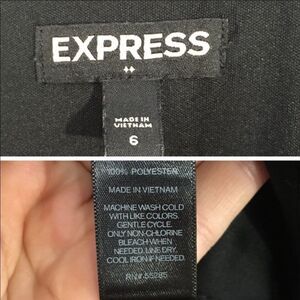 EXPRESS
MADE IN
VIETNAM
6
100% POLYESTER
MADE IN VIETNAM
MACHINE WASH COLD
WITH LIKE COLORS.
GENTLE CYCLE.
ONLY NON-CHLORINE
BLEACH WHEN
NEEDED. LINE DRY.
COOL IRON IF NEEDED.
RN# 55285